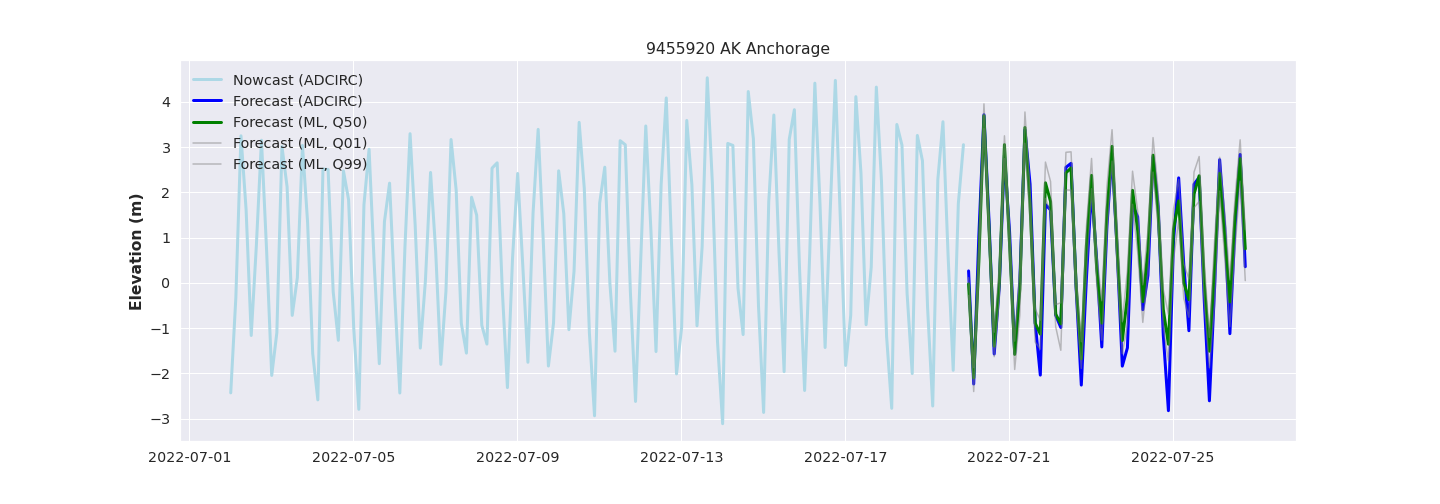 9455920 AK Anchorage
Nowcast (ADCIRC)
Forecast (ADCIRC)
Forecast (ML, Q50)
Forecast (ML, Q01)
Forecast (ML, Q99)
Elevation (m)
4
3
2
1
0
−1
−2
−3
2022-07-01
2022-07-05
2022-07-09
2022-07-13
2022-07-17
2022-07-21
2022-07-25